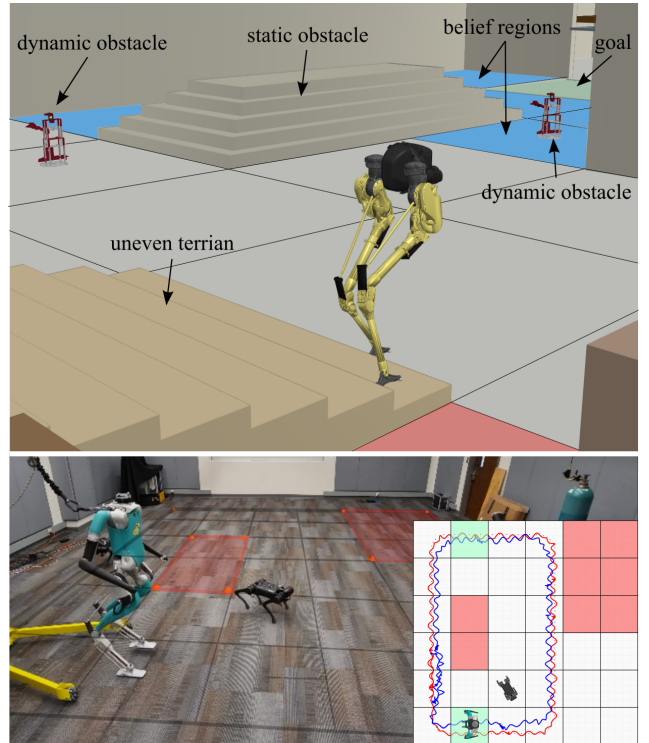 belief regions
dynamic obstacle
static obstacle
goal
dynamic obstacle
uneven terrian